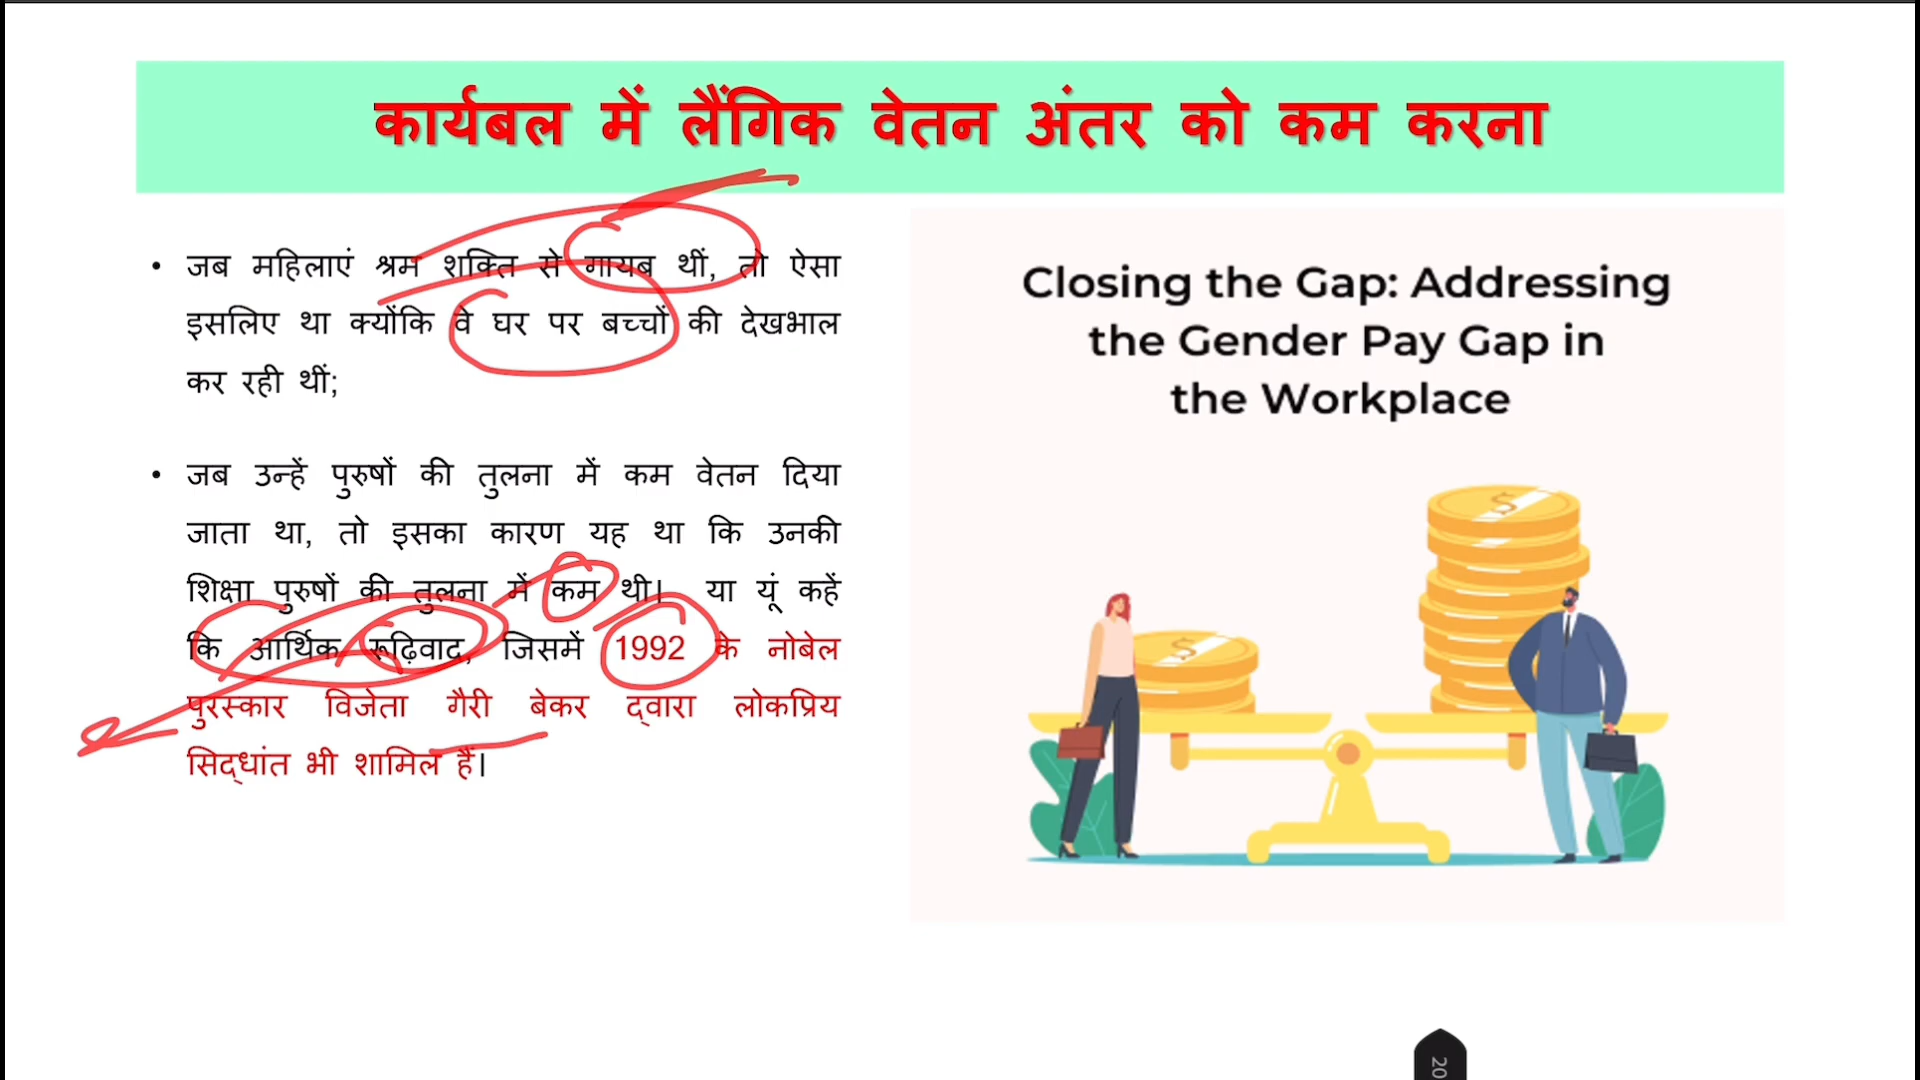 कार्यबल में लैंगिक वेतन अंतर को कम करना
• जब महिलाएं श्रम शक्ति से गायब थीं, तो ऐसा
इसलिए था क्योंकि वे घर पर बच्चों की देखभाल
कर रही थीं;
• जब उन्हें पुरुषों की तुलना में कम वेतन दिया
जाता था, तो इसका कारण यह था कि उनकी
शिक्षा पुरुषों की तुलना में कम थी। या यूं कहें
कि आर्थिक रूढ़िवाद, जिसमें 1992 के नोबेल
पुरस्कार विजेता गैरी बेकर द्वारा लोकप्रिय
सिद्धांत भी शामिल हैं।
Closing the Gap: Addressing
the Gender Pay Gap in
the Workplace
20